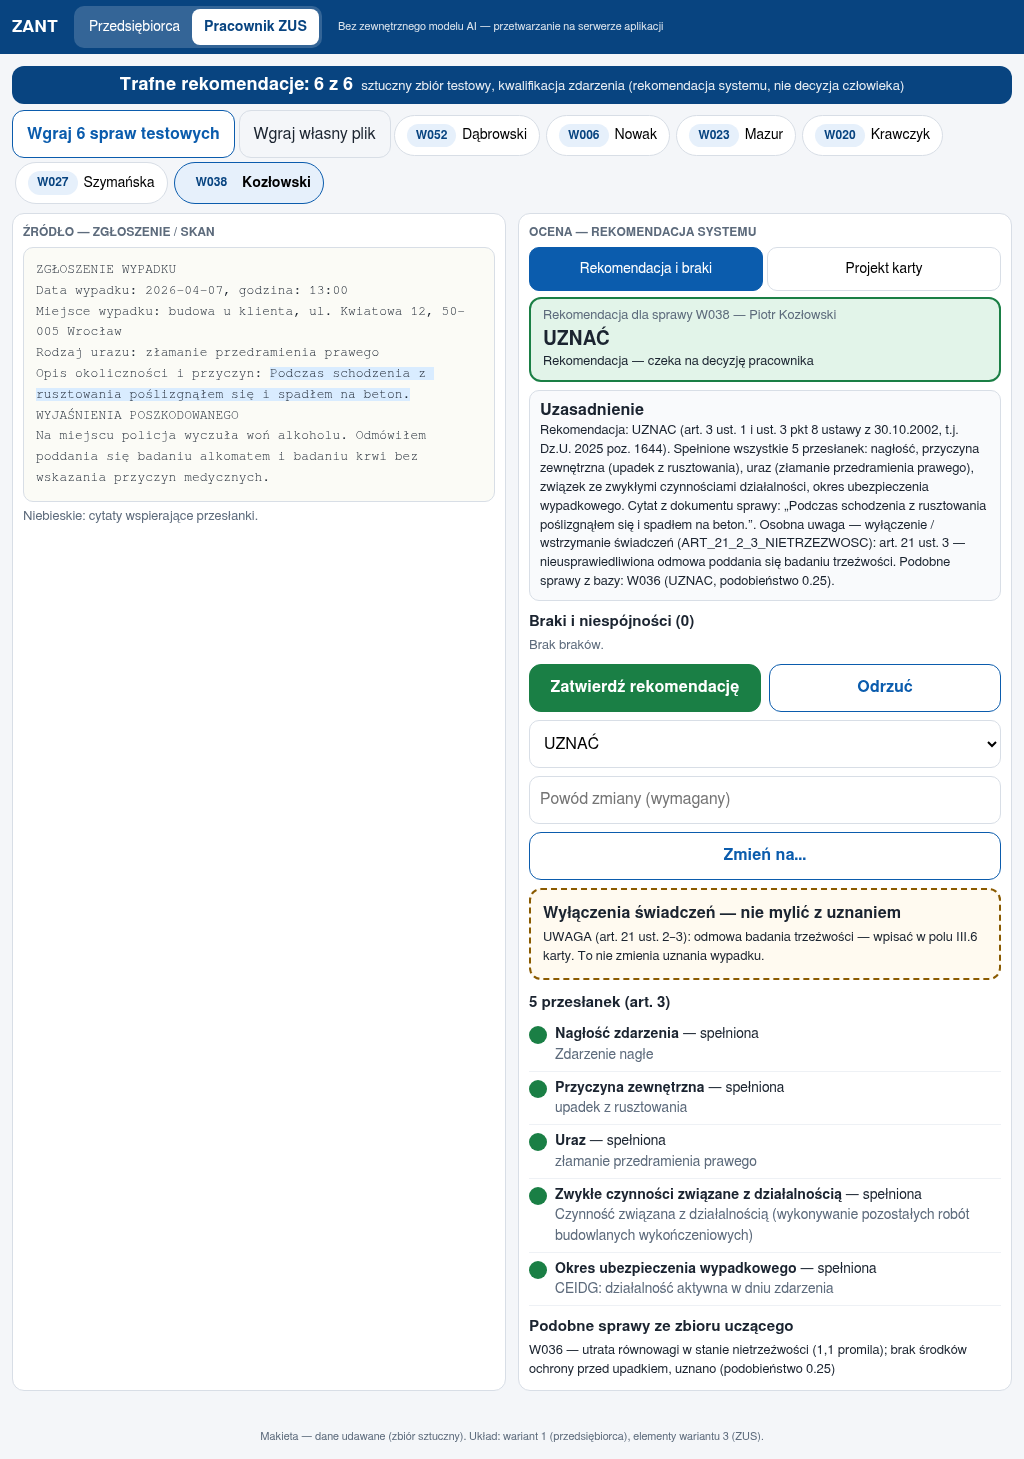 ZANT
Przedsiębiorca
Pracownik ZUS
Bez zewnętrznego modelu AI — przetwarzanie na serwerze aplikacji
Trafne rekomendacje: 6 z 6 sztuczny zbiór testowy, kwalifikacja zdarzenia (rekomendacja systemu, nie decyzja człowieka)
Wgraj 6 spraw testowych
Wgraj własny plik
W052 Dąbrowski
W006 Nowak
W023 Mazur
W020 Krawczyk
W027 Szymańska
W038 Kozłowski
ŹRÓDŁO — ZGŁOSZENIE / SKAN
ZGŁOSZENIE WYPADKU
Data wypadku: 2026-04-07, godzina: 13:00
Miejsce wypadku: budowa u klienta, ul. Kwiatowa 12, 50-
005 Wrocław
Rodzaj urazu: złamanie przedramienia prawego
Opis okoliczności i przyczyn: Podczas schodzenia z
rusztowania poślizgnąłem się i spadłem na beton.
WYJAŚNIENIA POSZKODOWANEGO
Na miejscu policja wyczuła woń alkoholu. Odmówiłem
poddania się badaniu alkomatem i badaniu krwi bez
wskazania przyczyn medycznych.
Niebieskie: cytaty wspierające przesłanki.
OCENA — REKOMENDACJA SYSTEMU
Rekomendacja i braki
Projekt karty
Rekomendacja dla sprawy W038 — Piotr Kozłowski
UZNAĆ
Rekomendacja — czeka na decyzję pracownika
Uzasadnienie
Rekomendacja: UZNAC (art. 3 ust. 1 i ust. 3 pkt 8 ustawy z 30.10.2002, t.j.
Dz.U. 2025 poz. 1644). Spełnione wszystkie 5 przesłanek: nagłość, przyczyna
zewnętrzna (upadek z rusztowania), uraz (złamanie przedramienia prawego),
związek ze zwykłymi czynnościami działalności, okres ubezpieczenia
wypadkowego. Cytat z dokumentu sprawy: „Podczas schodzenia z rusztowania
poślizgnąłem się i spadłem na beton.”. Osobna uwaga — wyłączenie /
wstrzymanie świadczeń (ART_21_2_3_NIETRZEZWOSC): art. 21 ust. 3 —
nieusprawiedliwiona odmowa poddania się badaniu trzeźwości. Podobne
sprawy z bazy: W036 (UZNAC, podobieństwo 0.25).
Braki i niespójności (0)
Brak braków.
Zatwierdź rekomendację
Odrzuć
UZNAĆ
Powód zmiany (wymagany)
Zmień na...
Wyłączenia świadczeń — nie mylić z uznaniem
UWAGA (art. 21 ust. 2–3): odmowa badania trzeźwości — wpisać w polu III.6
karty. To nie zmienia uznania wypadku.
5 przesłanek (art. 3)
Nagłość zdarzenia — spełniona
Zdarzenie nagłe
Przyczyna zewnętrzna — spełniona
upadek z rusztowania
Uraz — spełniona
złamanie przedramienia prawego
Zwykłe czynności związane z działalnością — spełniona
Czynność związana z działalnością (wykonywanie pozostałych robót
budowlanych wykończeniowych)
Okres ubezpieczenia wypadkowego — spełniona
CEIDG: działalność aktywna w dniu zdarzenia
Podobne sprawy ze zbioru uczącego
W036 — utrata równowagi w stanie nietrzeźwości (1,1 promila); brak środków
ochrony przed upadkiem, uznano (podobieństwo 0.25)
Makieta — dane udawane (zbiór sztuczny). Układ: wariant 1 (przedsiębiorca), elementy wariantu 3 (ZUS).